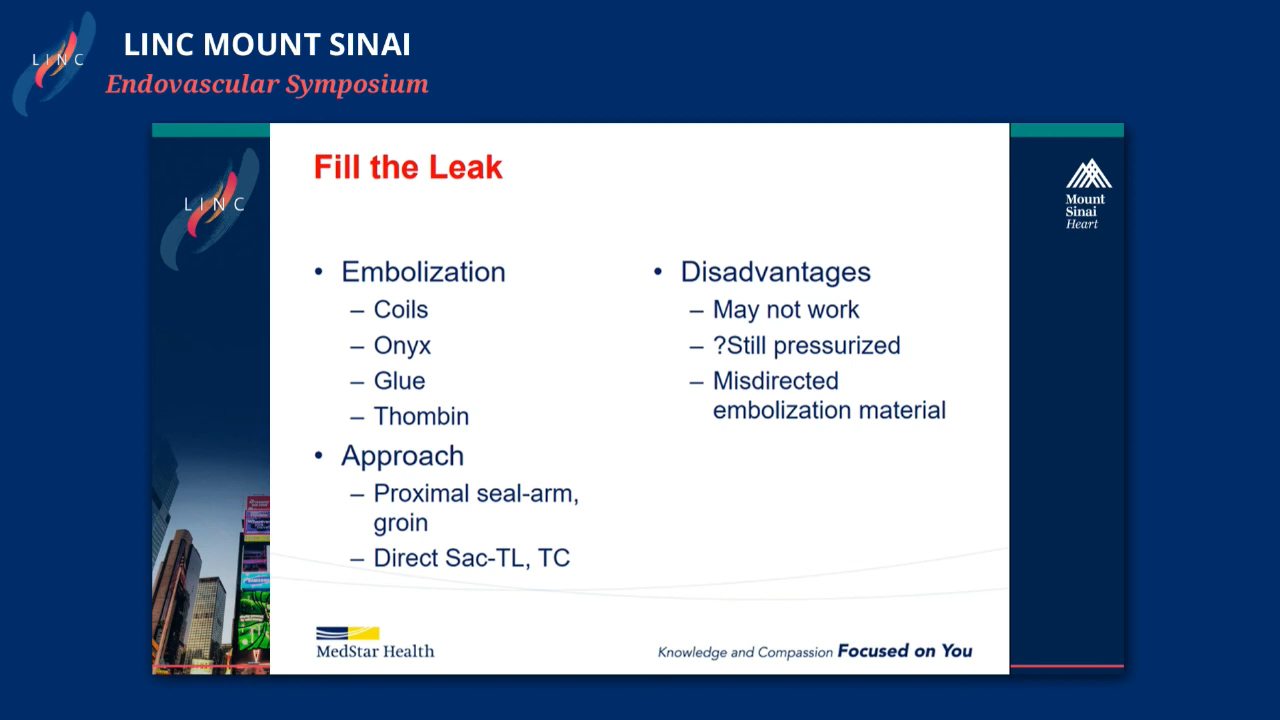 LINC
LINC MOUNT SINAI
Endovascular Symposium
LINC
Mount
Sinai
Heart
Fill the Leak
• Embolization
– Coils
– Onyx
– Glue
– Thombin
• Approach
– Proximal seal-arm,
groin
– Direct Sac-TL, TC
• Disadvantages
– May not work
– ?Still pressurized
– Misdirected
embolization material
MedStar Health
Knowledge and Compassion Focused on You